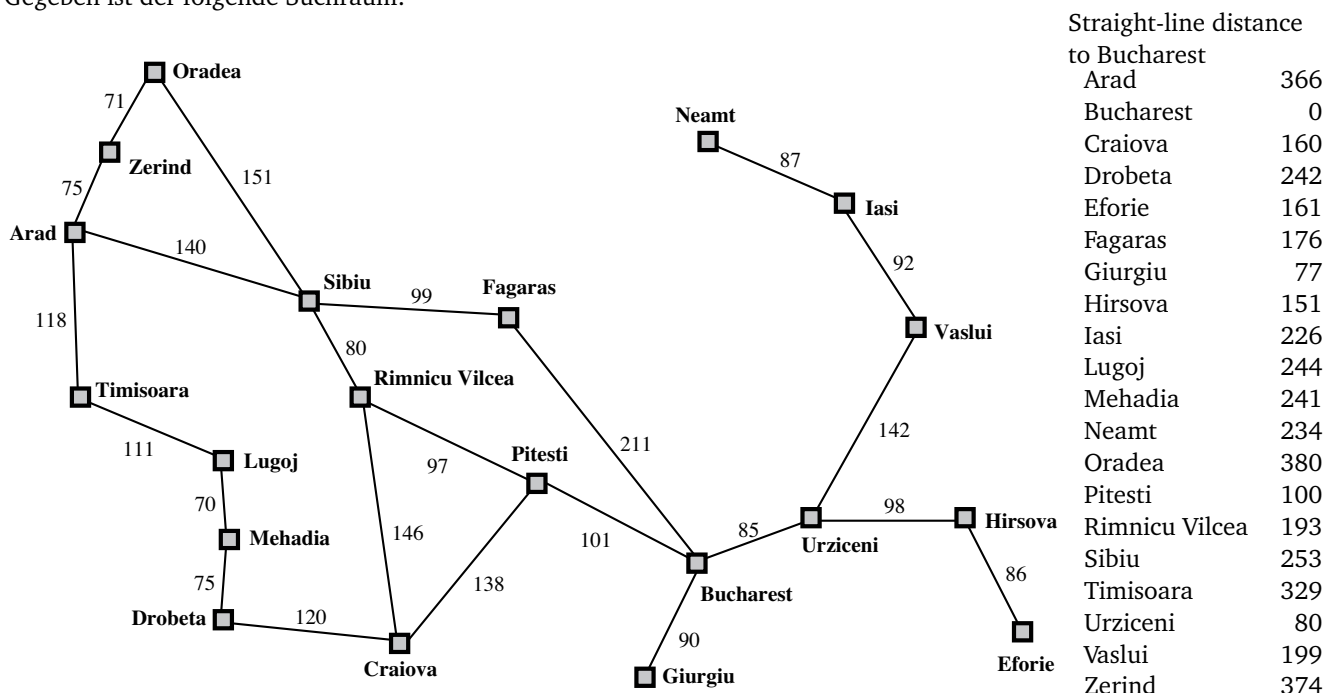 Gegeben ist der folgende Suchraum:
Straight-line distance
to Bucharest
Arad 366
Bucharest 0
Craiova 160
Drobeta 242
Eforie 161
Fagaras 176
Giurgiu 77
Hirsova 151
Iasi 226
Lugoj 244
Mehadia 241
Neamt 234
Oradea 380
Pitesti 100
Rimnicu Vilcea 193
Sibiu 253
Timisoara 329
Urziceni 80
Vaslui 199
Zerind 374
Oradea
71
Neamt
Zerind
87
151
75
Iasi
Arad
140
92
Sibiu
Fagaras
99
118
Vaslui
80
Rimnicu Vilcea
Timisoara
142
111
211
Pitesti
Lugoj
97
70
98
Hirsova
Mehadia
146
101
85
Urziceni
86
75
138
Bucharest
Drobeta
120
90
Craiova
Giurgiu
Eforie